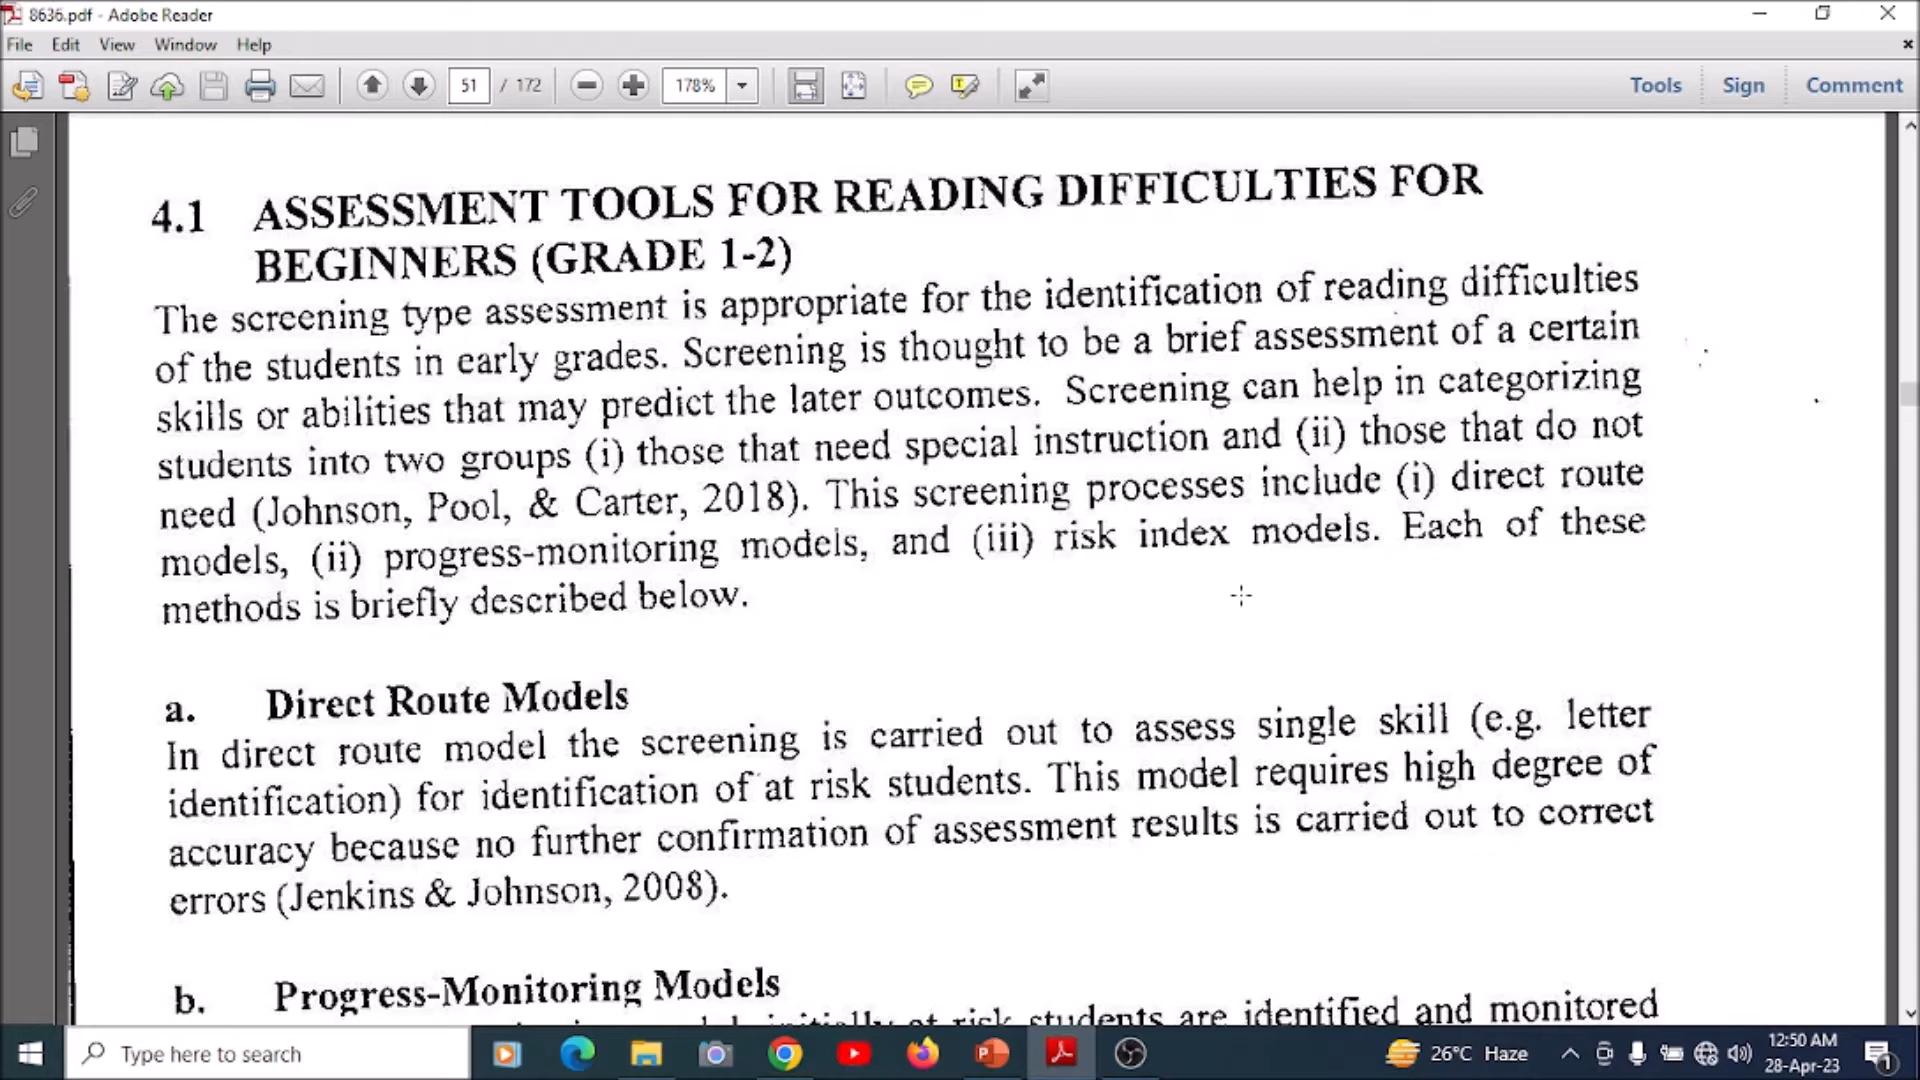 8636.pdf - Adobe Reader
File Edit View Window Help
51 / 172 178% Tools Sign Comment
4.1 ASSESSMENT TOOLS FOR READING DIFFICULTIES FOR
BEGINNERS (GRADE 1-2)
The screening type assessment is appropriate for the identification of reading difficulties
of the students in early grades. Screening is thought to be a brief assessment of a certain
skills or abilities that may predict the later outcomes. Screening can help in categorizing
students into two groups (i) those that need special instruction and (ii) those that do not
need (Johnson, Pool, & Carter, 2018). This screening processes include (i) direct route
models, (ii) progress-monitoring models, and (iii) risk index models. Each of these
methods is briefly described below.
a. Direct Route Models
In direct route model the screening is carried out to assess single skill (e.g. letter
identification) for identification of at risk students. This model requires high degree of
accuracy because no further confirmation of assessment results is carried out to correct
errors (Jenkins & Johnson, 2008).
b. Progress-Monitoring Models
initially at risk students are identified and monitored
Type here to search 26°C Haze 12:50 AM
28-Apr-23 1